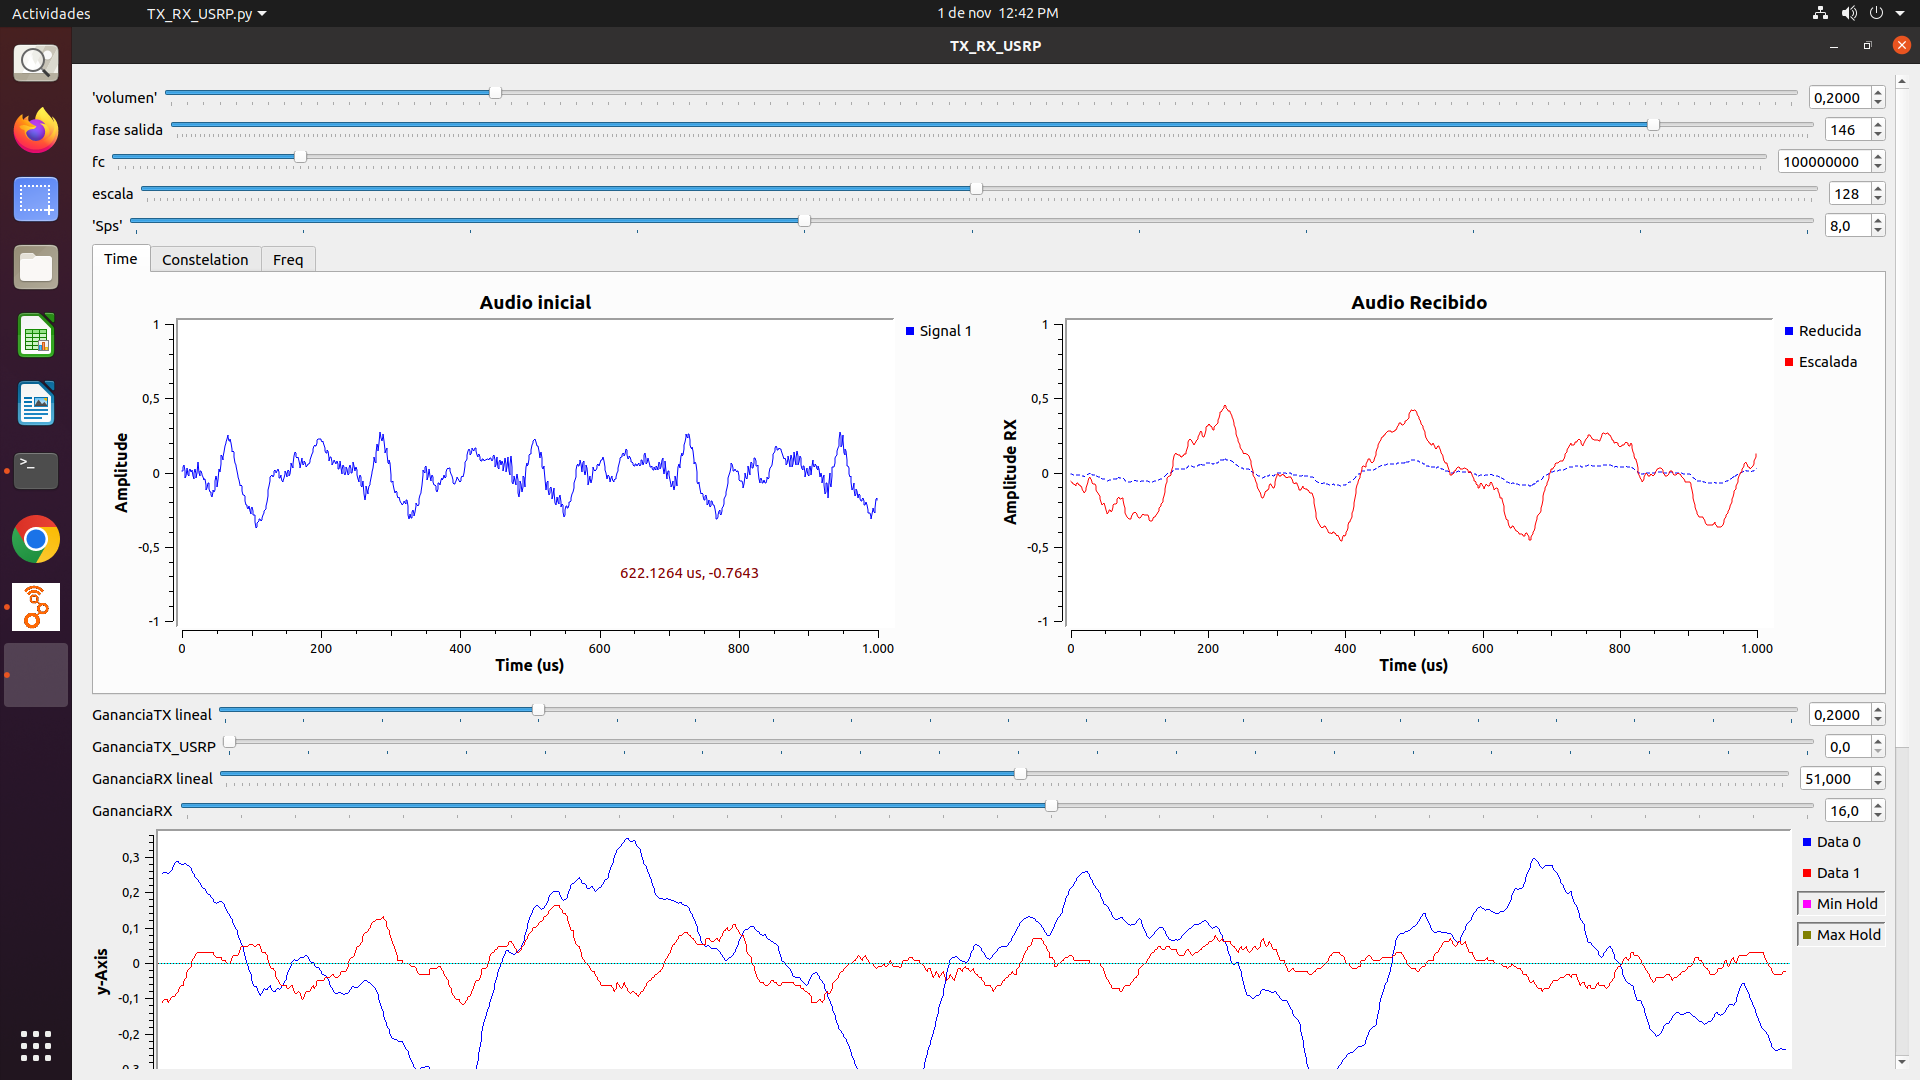 Actividades
TX_RX_USRP.py
1 de nov 12:42 PM
TX_RX_USRP
'volumen' 0,2000
fase salida 146
fc 100000000
escala 128
'Sps' 8,0
Time Constelation Freq
Audio inicial
Signal 1
Amplitude
1
0,5
0
-0,5
-1
622.1264 us, -0.7643
0 200 400 600 800 1.000
Time (us)
Audio Recibido
Reducida
Escalada
Amplitude RX
1
0,5
0
-0,5
-1
0 200 400 600 800 1.000
Time (us)
GananciaTX lineal 0,2000
GananciaTX_USRP 0,0
GananciaRX lineal 51,000
GananciaRX 16,0
y-Axis
0,3
0,2
0,1
0
-0,1
-0,2
Data 0
Data 1
Min Hold
Max Hold